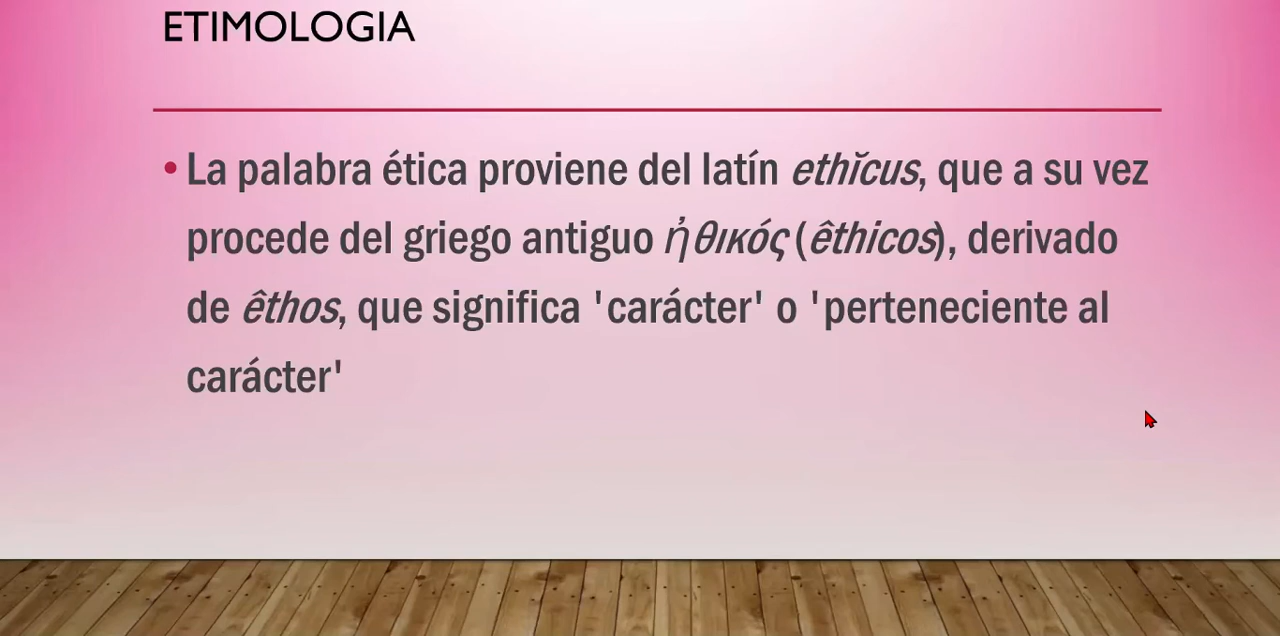 ETIMOLOGIA
• La palabra ética proviene del latín ethĭcus, que a su vez
procede del griego antiguo ἠθικός (êthicos), derivado
de êthos, que significa 'carácter' o 'perteneciente al
carácter'